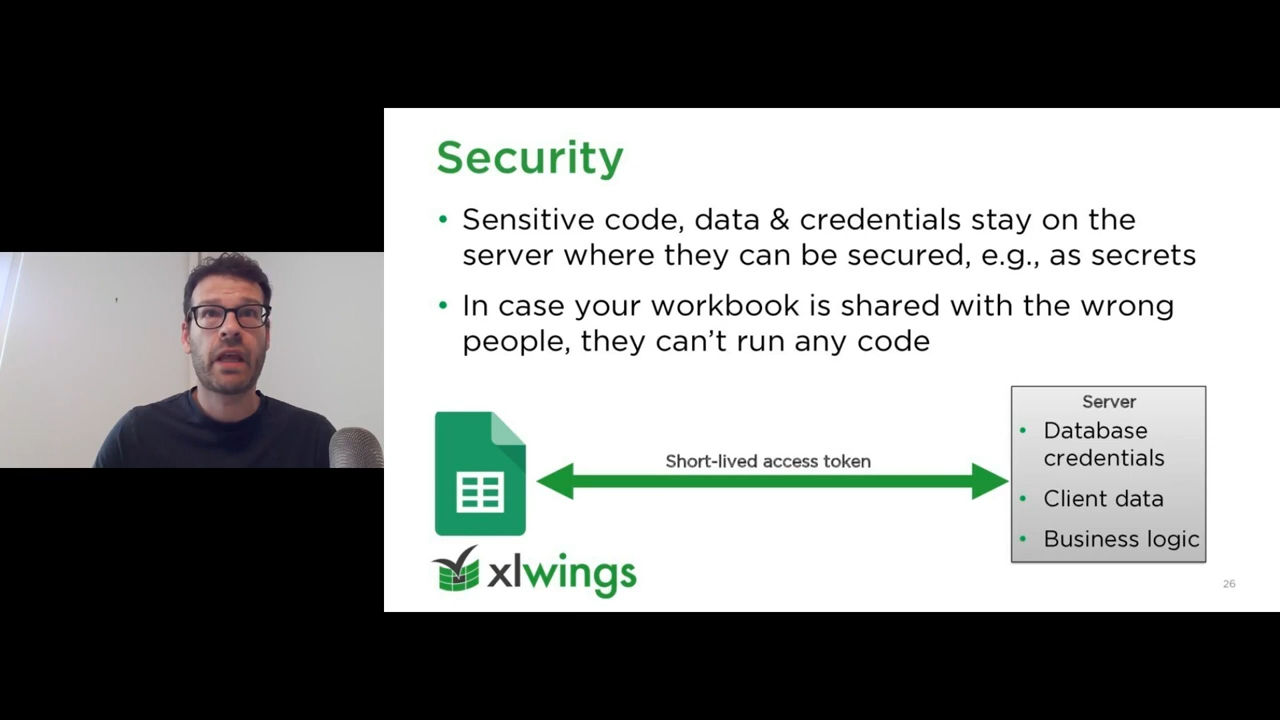 Security
• Sensitive code, data & credentials stay on the
server where they can be secured, e.g., as secrets
• In case your workbook is shared with the wrong
people, they can’t run any code
Short-lived access token
Server
• Database
credentials
• Client data
• Business logic
xlwings
26